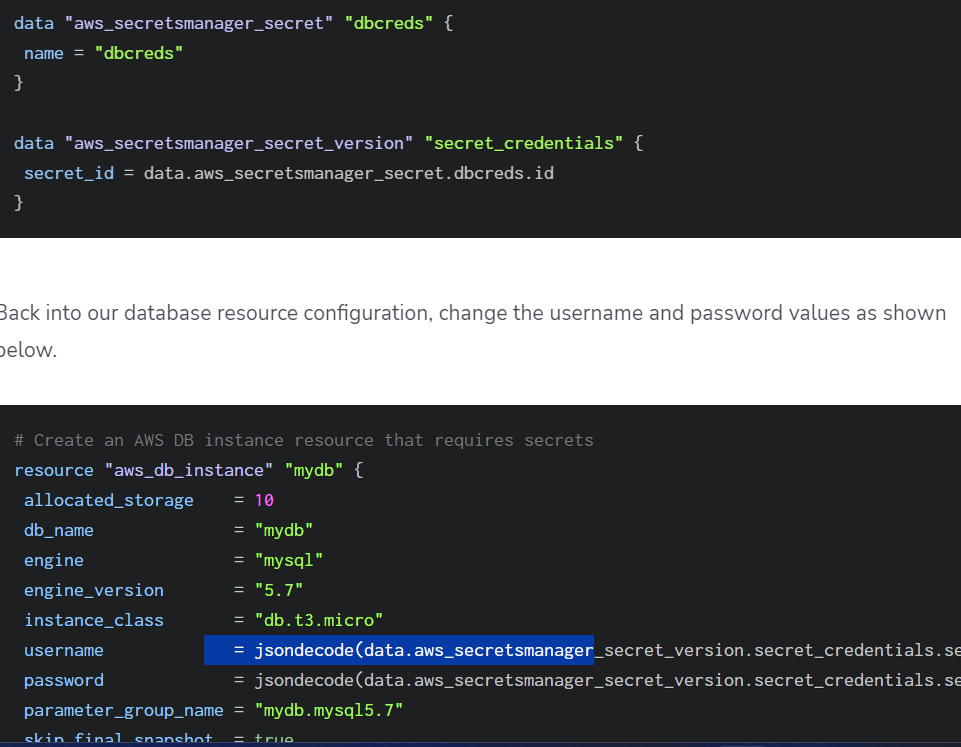 data "aws_secretsmanager_secret" "dbcreds" {
name = "dbcreds"
}
data "aws_secretsmanager_secret_version" "secret_credentials" {
secret_id = data.aws_secretsmanager_secret.dbcreds.id
}
Back into our database resource configuration, change the username and password values as shown
below.
# Create an AWS DB instance resource that requires secrets
resource "aws_db_instance" "mydb" {
allocated_storage = 10
db_name = "mydb"
engine = "mysql"
engine_version = "5.7"
instance_class = "db.t3.micro"
username = jsondecode(data.aws_secretsmanager_secret_version.secret_credentials.se
password = jsondecode(data.aws_secretsmanager_secret_version.secret_credentials.se
parameter_group_name = "mydb.mysql5.7"
skip_final_snapshot = true